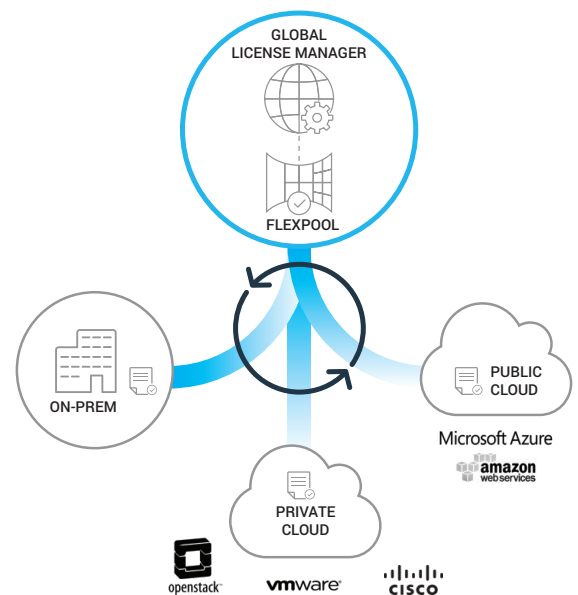 GLOBAL
LICENSE MANAGER
FLEXPOOL
ON-PREM
PUBLIC
CLOUD
Microsoft Azure
amazon
webservices
PRIVATE
CLOUD
openstack
vmware
CISCO